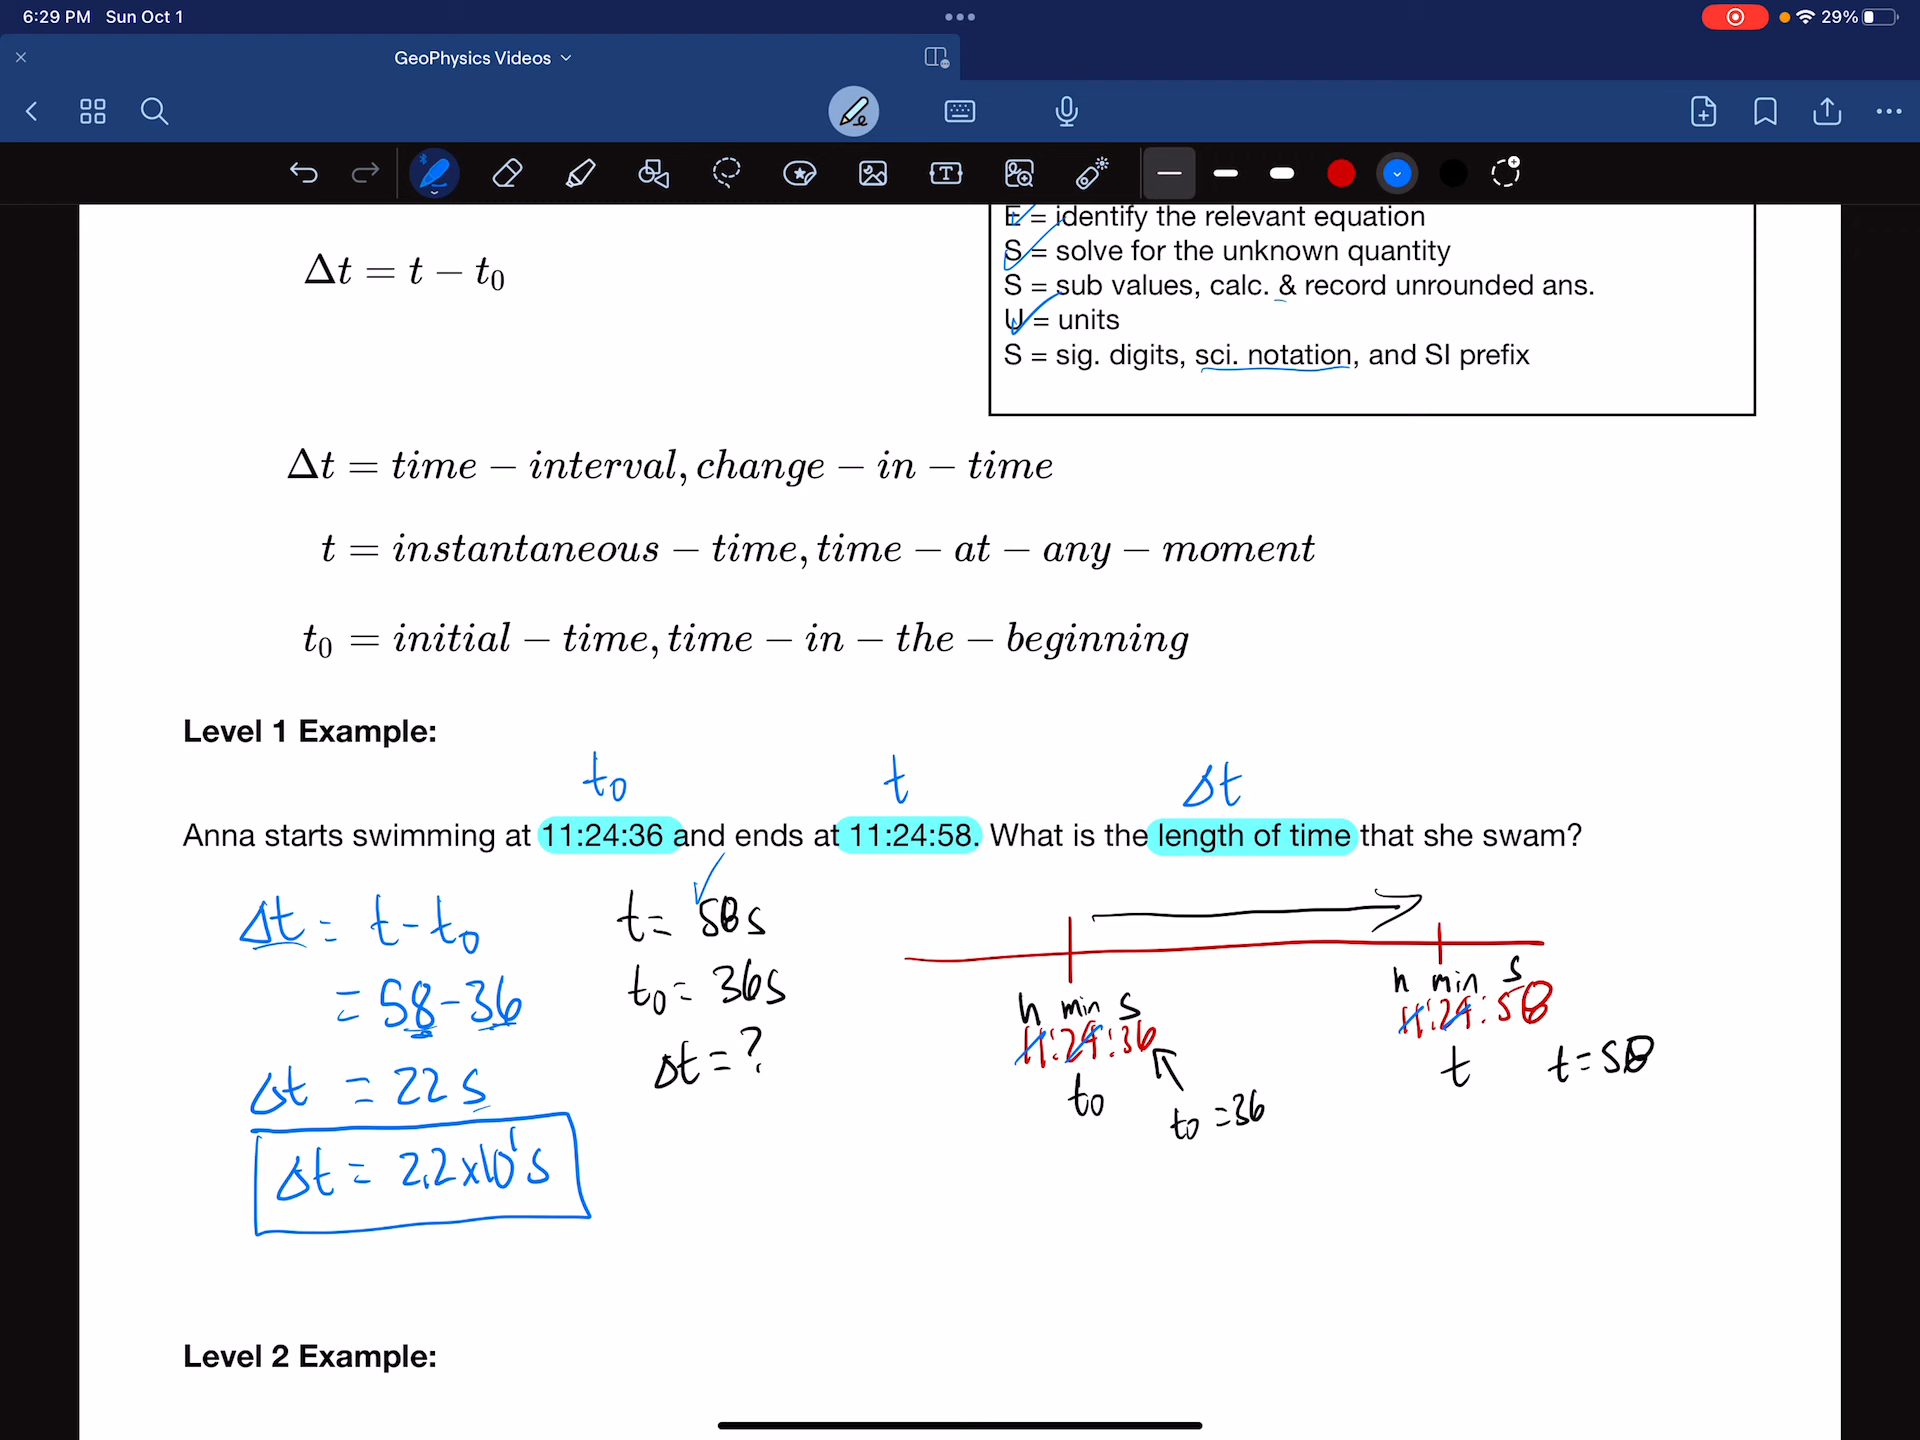 6:29 PM Sun Oct 1
29%
GeoPhysics Videos
E = identify the relevant equation
S = solve for the unknown quantity
S = sub values, calc. & record unrounded ans.
U = units
S = sig. digits, sci. notation, and SI prefix
Δt = t − t₀
Δt = time − interval, change − in − time
t = instantaneous − time, time − at − any − moment
t₀ = initial − time, time − in − the − beginning
Level 1 Example:
t₀ t Δt
Anna starts swimming at 11:24:36 and ends at 11:24:58. What is the length of time that she swam?
Δt = t - t₀
= 58 - 36
Δt = 22 s
Δt = 2.2x10¹ s
t = 58s
t₀ = 36s
Δt = ?
h min s
11:24:36
t₀
t₀ = 36
h min s
11:24:58
t
t = 58
Level 2 Example: